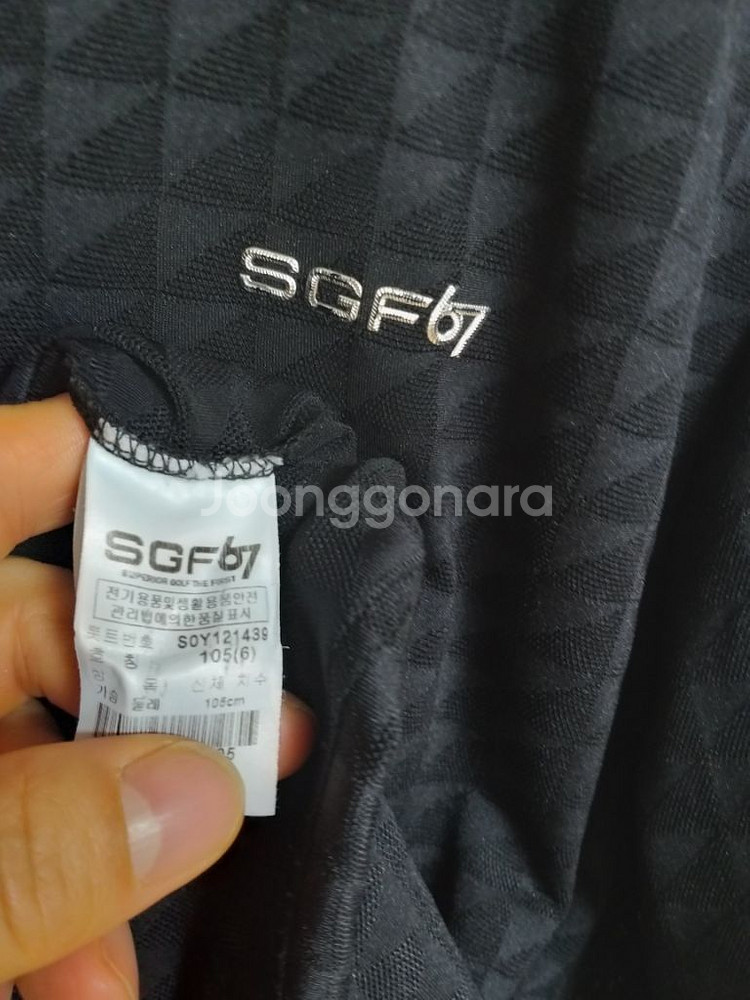 SGF67
Joonggonara
SGF67
SUPERIOR GOLF THE FIRST
전기용품및생활용품안전
관리법에의한품질표시
로트번호 S0Y121439
호칭 105(6)
신체 치수
가슴 둘레 105cm